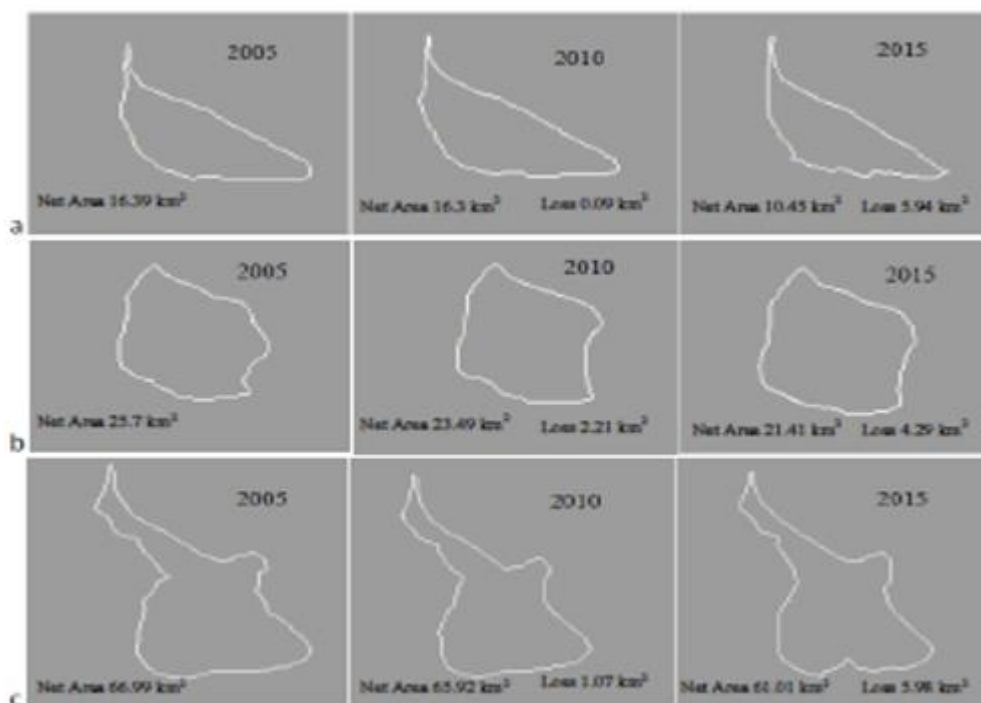 2005
2010
2015
Net Area 16.39 km²
Net Area 16.3 km² Loss 0.09 km²
Net Area 10.45 km² Loss 5.94 km²
a
2005
2010
2015
Net Area 25.7 km²
Net Area 23.49 km² Loss 2.21 km²
Net Area 21.41 km² Loss 4.29 km²
b
2005
2010
2015
Net Area 66.99 km²
Net Area 65.92 km² Loss 1.07 km²
Net Area 61.01 km² Loss 5.98 km²
c